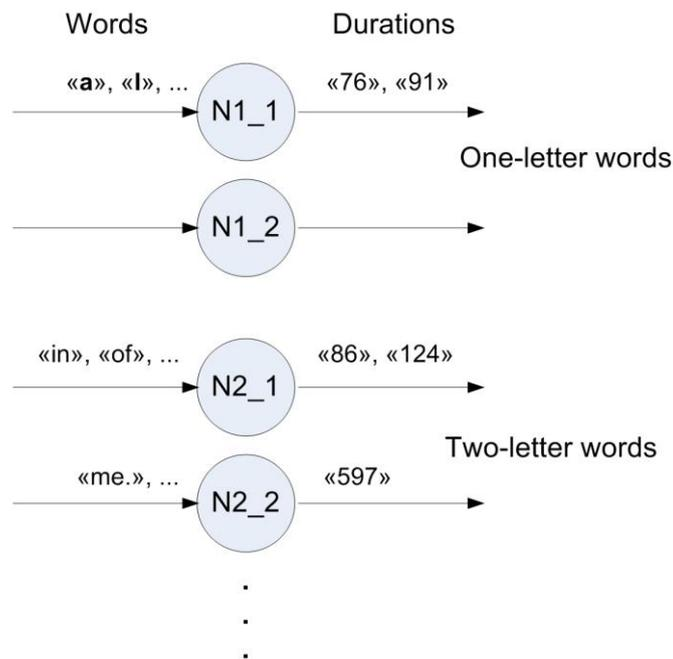 Words Durations
«a», «I», ... N1_1 «76», «91»
One-letter words
N1_2
«in», «of», ... N2_1 «86», «124»
Two-letter words
«me.», ... N2_2 «597»
.
.
.